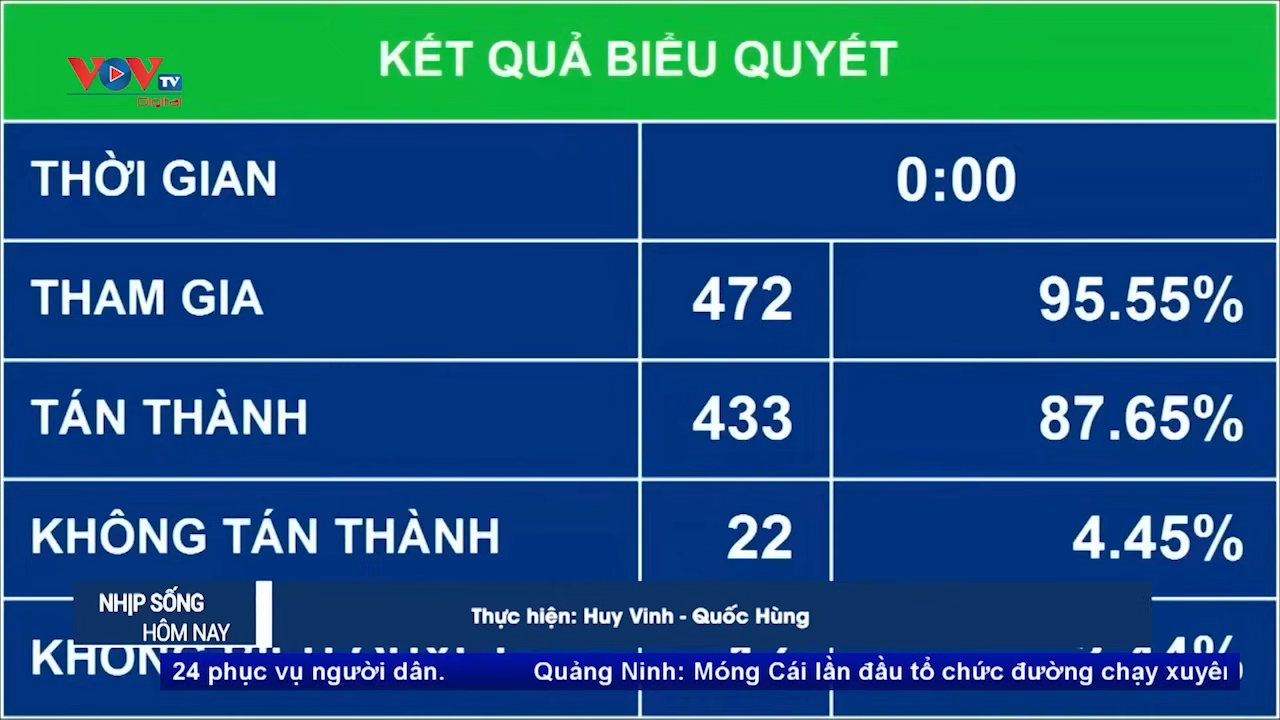 KẾT QUẢ BIỂU QUYẾT
VOV TV
Digital
THỜI GIAN 0:00
THAM GIA 472 95.55%
TÁN THÀNH 433 87.65%
KHÔNG TÁN THÀNH 22 4.45%
NHỊP SỐNG
HÔM NAY
Thực hiện: Huy Vinh - Quốc Hùng
KHÔNG
24 phục vụ người dân. Quảng Ninh: Móng Cái lần đầu tổ chức đường chạy xuyên